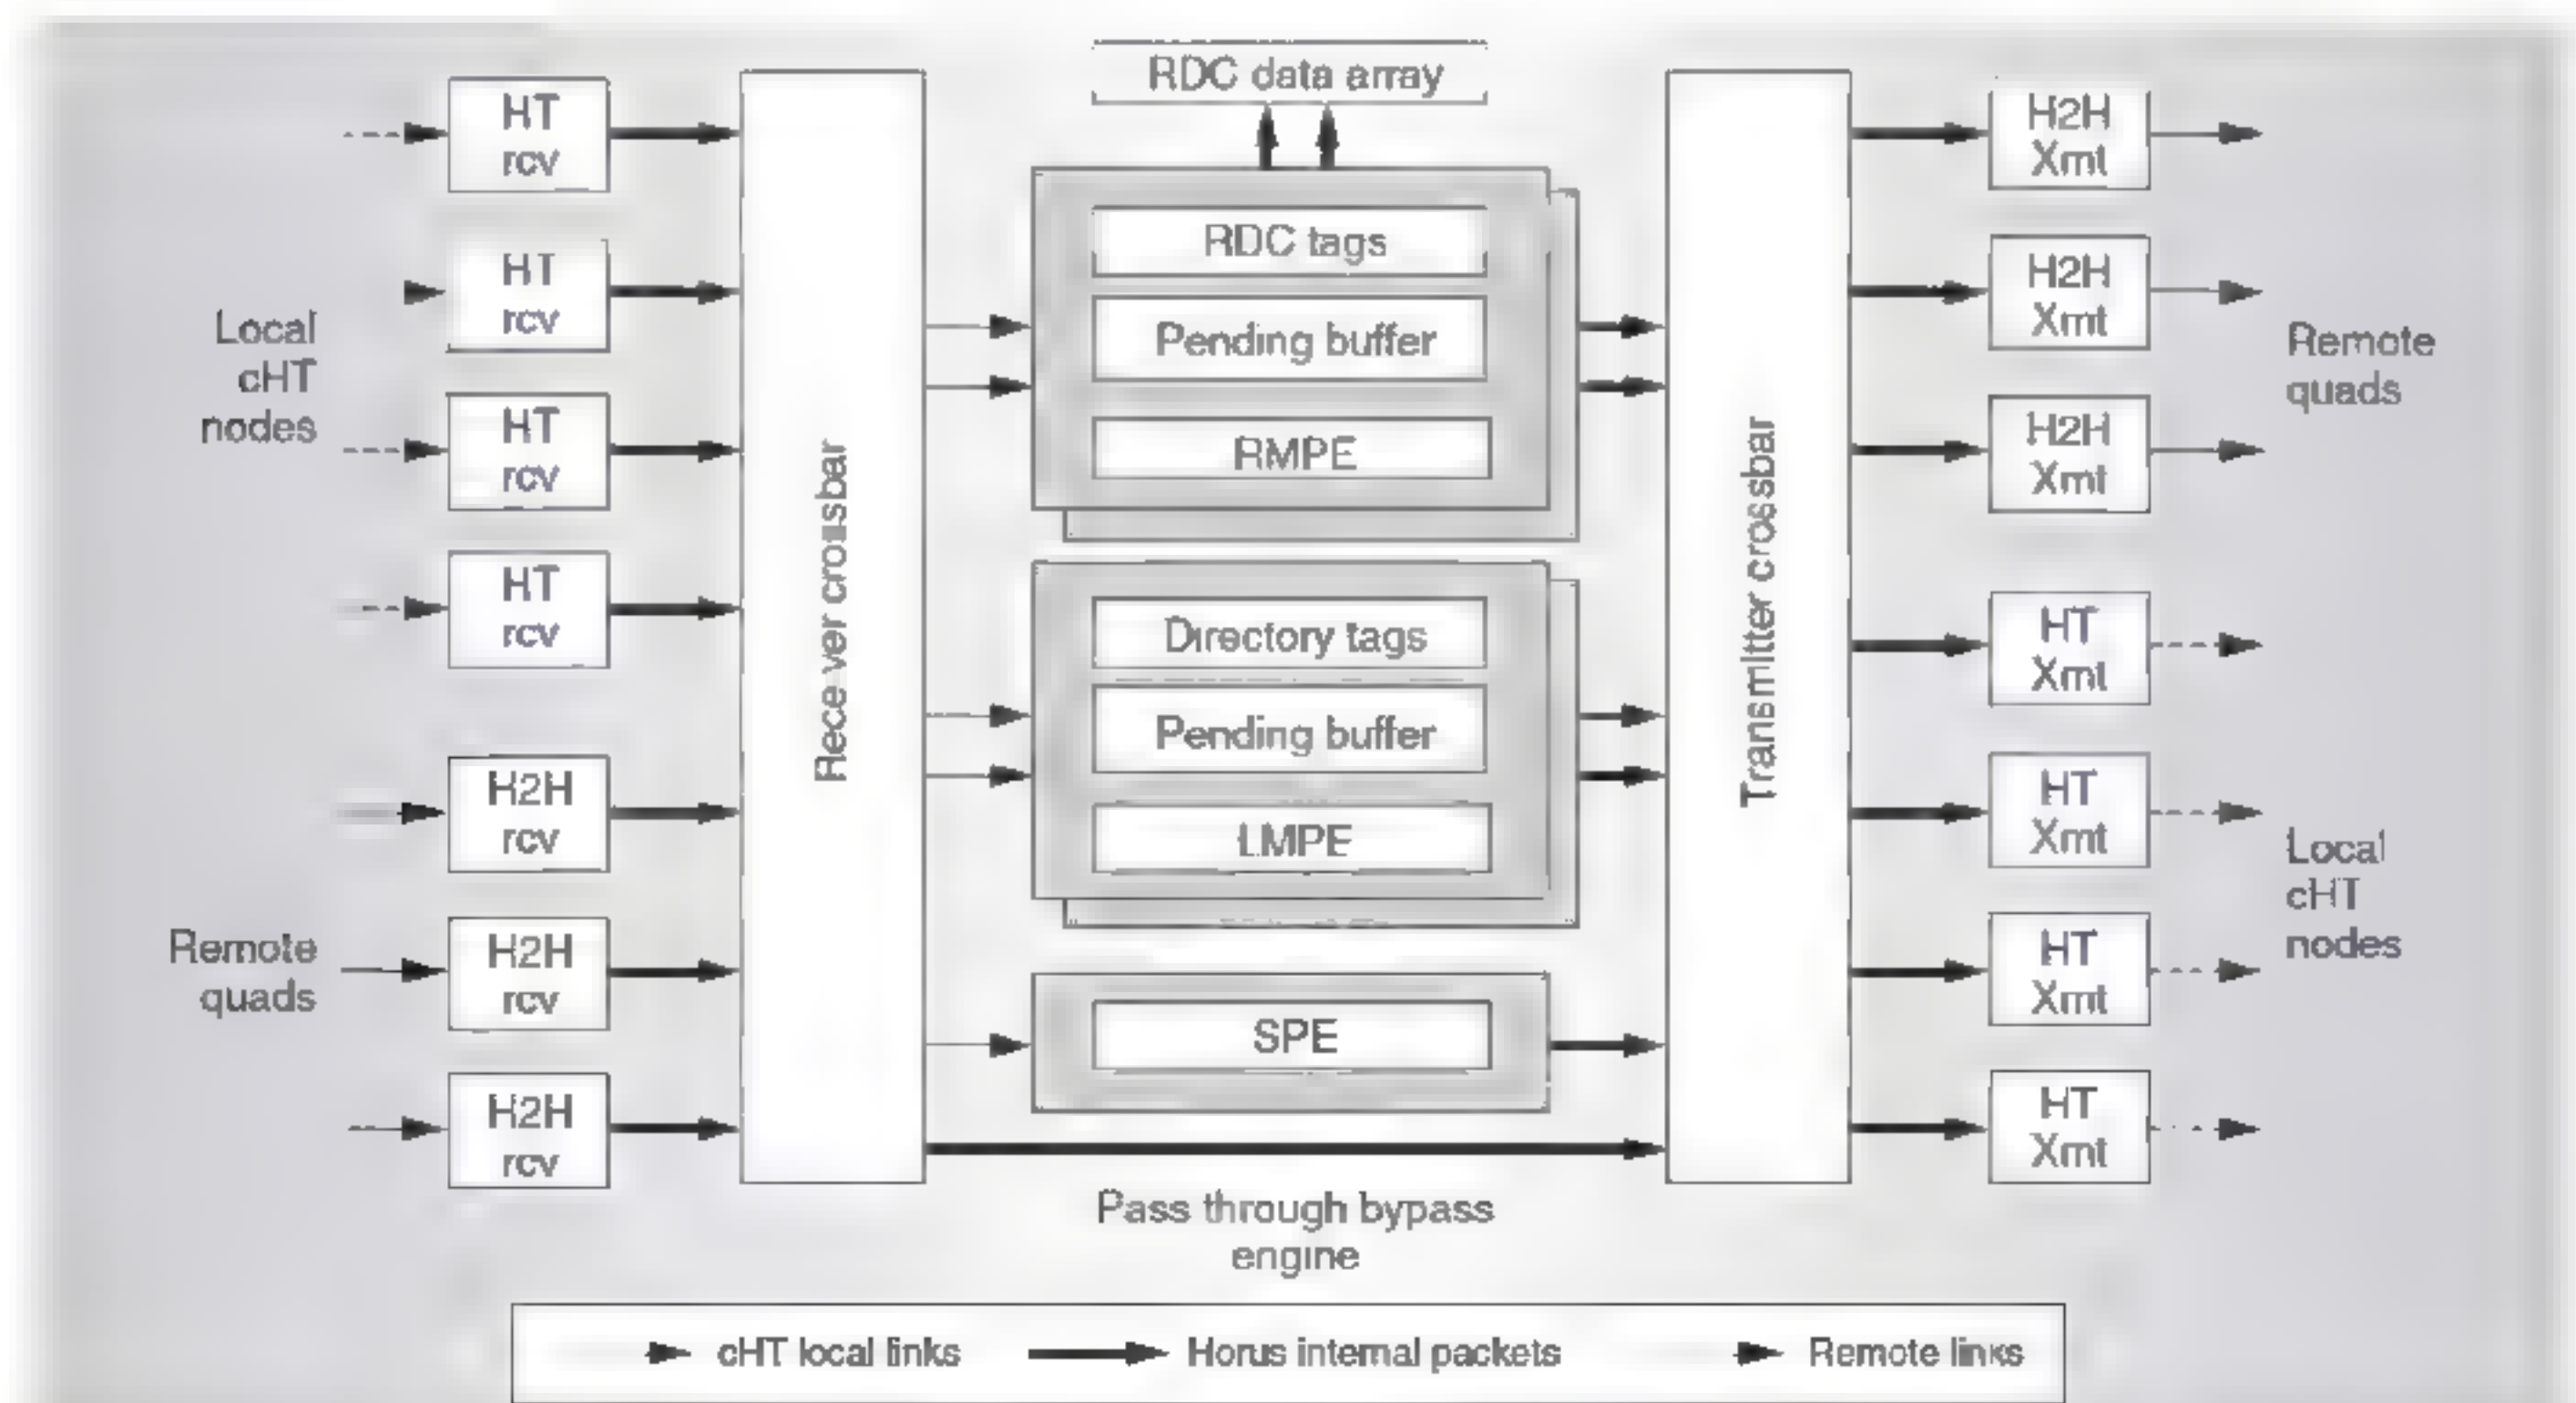 Local
cHT
nodes
Remote
quads
HT
rcv
HT
rcv
HT
rcv
HT
rcv
H2H
rcv
H2H
rcv
H2H
rcv
Rece ver crossbar
RDC data array
RDC tags
Pending buffer
RMPE
Directory tags
Pending buffer
LMPE
SPE
Pass through bypass
engine
Transmitter crossbar
H2H
Xmt
H2H
Xmt
H2H
Xmt
HT
Xmt
HT
Xmt
HT
Xmt
HT
Xmt
Remote
quads
Local
cHT
nodes
cHT local links
Horus internal packets
Remote links